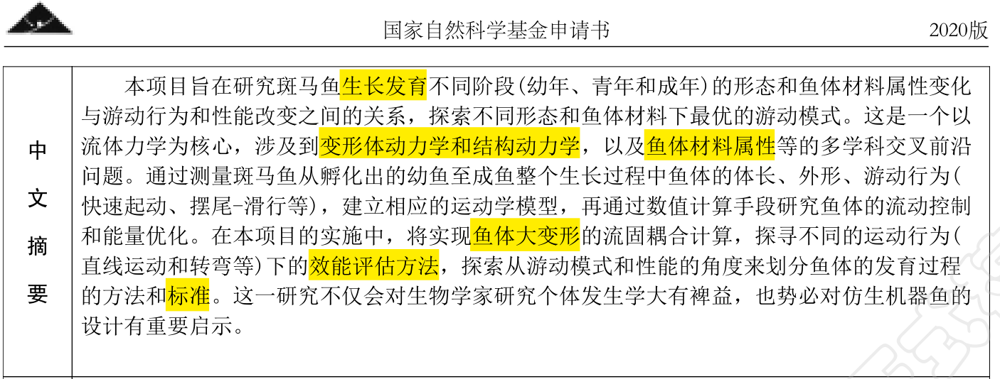 国家自然科学基金申请书
2020版
中文摘要
本项目旨在研究斑马鱼生长发育不同阶段(幼年、青年和成年)的形态和鱼体材料属性变化
与游动行为和性能改变之间的关系，探索不同形态和鱼体材料下最优的游动模式。这是一个以
流体力学为核心，涉及到变形体动力学和结构动力学，以及鱼体材料属性等的多学科交叉前沿
问题。通过测量斑马鱼从孵化出的幼鱼至成鱼整个生长过程中鱼体的体长、外形、游动行为(
快速起动、摆尾-滑行等)，建立相应的运动学模型，再通过数值计算手段研究鱼体的流动控制
和能量优化。在本项目的实施中，将实现鱼体大变形的流固耦合计算，探寻不同的运动行为(
直线运动和转弯等)下的效能评估方法，探索从游动模式和性能的角度来划分鱼体的发育过程
的方法和标准。这一研究不仅会对生物学家研究个体发生学大有裨益，也势必对仿生机器鱼的
设计有重要启示。